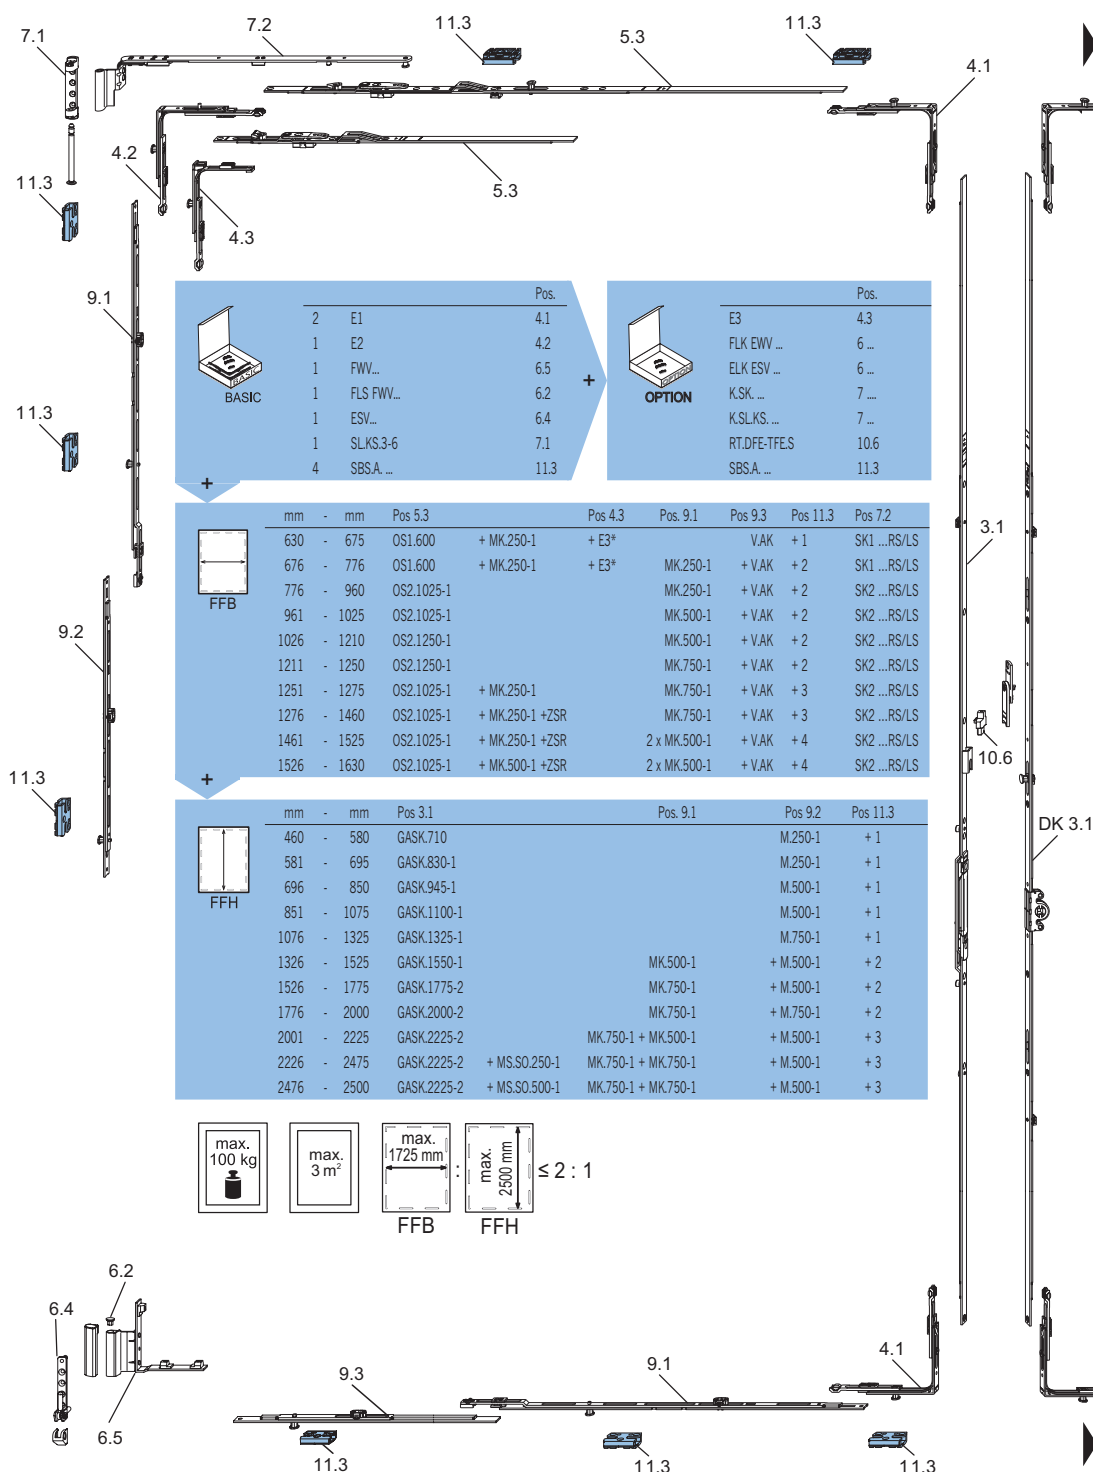 7.1
7.2
11.3
5.3
11.3
4.1
4.2
5.3
11.3
4.3
9.1
11.3
Pos.
2 E1 4.1
1 E2 4.2
1 FWV... 6.5
1 FLS FWV... 6.2
1 ESV... 6.4
1 SL.KS.3-6 7.1
4 SBS.A. ... 11.3
BASIC
BASIC
+
Pos.
E3 4.3
FLK EWV ... 6 ...
ELK ESV ... 6 ...
K.SK. ... 7 ....
K.SL.KS. ... 7 ...
RT.DFE-TFE.S 10.6
SBS.A. ... 11.3
OPTION
OPTION
+
mm - mm Pos 5.3 Pos 4.3 Pos. 9.1 Pos 9.3 Pos 11.3 Pos 7.2
630 - 675 OS1.600 + MK.250-1 + E3* V.AK + 1 SK1 ...RS/LS
676 - 776 OS1.600 + MK.250-1 + E3* MK.250-1 + V.AK + 2 SK1 ...RS/LS
776 - 960 OS2.1025-1 MK.250-1 + V.AK + 2 SK2 ...RS/LS
961 - 1025 OS2.1025-1 MK.500-1 + V.AK + 2 SK2 ...RS/LS
1026 - 1210 OS2.1250-1 MK.500-1 + V.AK + 2 SK2 ...RS/LS
1211 - 1250 OS2.1250-1 MK.750-1 + V.AK + 2 SK2 ...RS/LS
1251 - 1275 OS2.1025-1 + MK.250-1 MK.750-1 + V.AK + 3 SK2 ...RS/LS
1276 - 1460 OS2.1025-1 + MK.250-1 +ZSR MK.750-1 + V.AK + 3 SK2 ...RS/LS
1461 - 1525 OS2.1025-1 + MK.250-1 +ZSR 2 x MK.500-1 + V.AK + 4 SK2 ...RS/LS
1526 - 1630 OS2.1025-1 + MK.500-1 +ZSR 2 x MK.500-1 + V.AK + 4 SK2 ...RS/LS
FFB
9.2
11.3
3.1
10.6
DK 3.1
+
mm - mm Pos 3.1 Pos. 9.1 Pos 9.2 Pos 11.3
460 - 580 GASK.710 M.250-1 + 1
581 - 695 GASK.830-1 M.250-1 + 1
696 - 850 GASK.945-1 M.500-1 + 1
851 - 1075 GASK.1100-1 M.500-1 + 1
1076 - 1325 GASK.1325-1 M.750-1 + 1
1326 - 1525 GASK.1550-1 MK.500-1 + M.500-1 + 2
1526 - 1775 GASK.1775-2 MK.750-1 + M.500-1 + 2
1776 - 2000 GASK.2000-2 MK.750-1 + M.750-1 + 2
2001 - 2225 GASK.2225-2 MK.750-1 + MK.500-1 + M.500-1 + 3
2226 - 2475 GASK.2225-2 + MS.SO.250-1 MK.750-1 + MK.750-1 + M.500-1 + 3
2476 - 2500 GASK.2225-2 + MS.SO.500-1 MK.750-1 + MK.750-1 + M.500-1 + 3
FFH
max.
100 kg
max.
3 m²
max.
1725 mm
FFB
:
max.
2500 mm
FFH
≤ 2 : 1
6.2
6.4
6.5
9.3
9.1
4.1
11.3
11.3
11.3